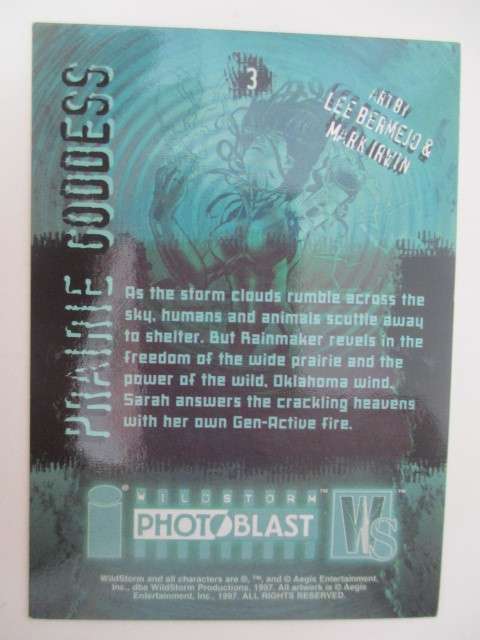 3
ART BY
LEE BERMEJO &
MARK IRWIN
PRAIRIE GODDESS
As the storm clouds rumble across the
sky, humans and animals scuttle away
to shelter. But Rainmaker revels in the
freedom of the wide prairie and the
power of the wild, Oklahoma wind.
Sarah answers the crackling heavens
with her own Gen-Active fire.
i®
WILDSTORM™
PHOTOBLAST
WS™
WildStorm and all characters are ®, ™, and © Aegis Entertainment,
Inc., dba WildStorm Productions, 1997. All artwork is © Aegis
Entertainment, Inc., 1997. ALL RIGHTS RESERVED.